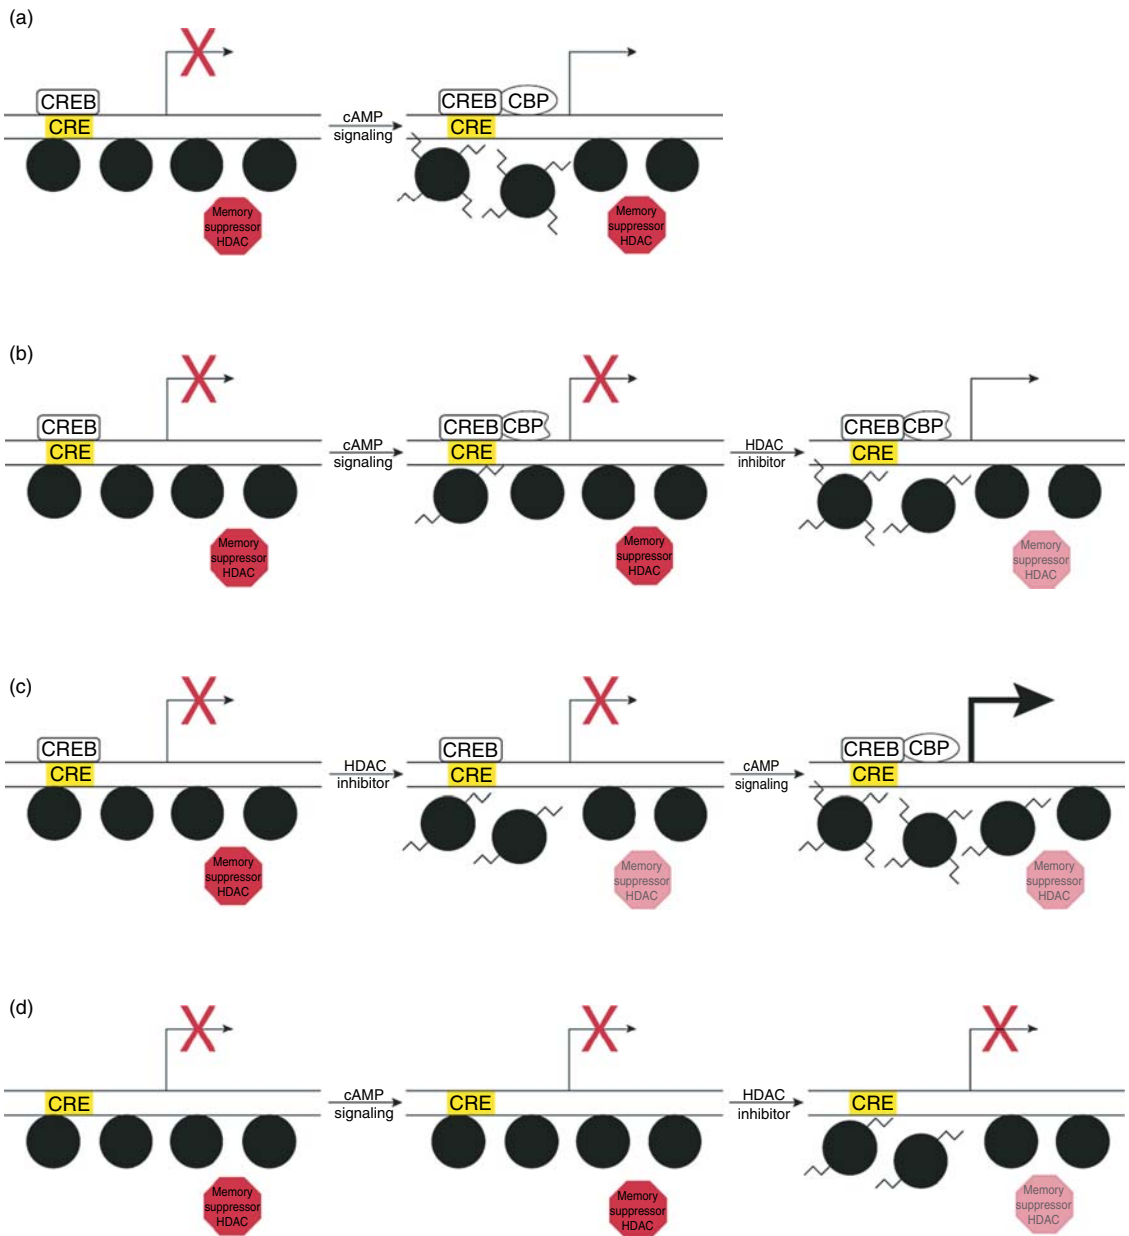 (a)
X
X
CREB
CRE
cAMP
signaling
CREB
CBP
CRE
Memory
suppressor
HDAC
Memory
suppressor
HDAC
(b)
X
X
CREB
CRE
cAMP
signaling
CREB
CBP
CRE
HDAC
inhibitor
CREB
CBP
CRE
Memory
suppressor
HDAC
Memory
suppressor
HDAC
Memory
suppressor
HDAC
(c)
X
X
CREB
CRE
HDAC
inhibitor
CREB
CRE
cAMP
signaling
CREB
CBP
CRE
Memory
suppressor
HDAC
Memory
suppressor
HDAC
Memory
suppressor
HDAC
(d)
X
X
X
CRE
cAMP
signaling
CRE
HDAC
inhibitor
CRE
Memory
suppressor
HDAC
Memory
suppressor
HDAC
Memory
suppressor
HDAC